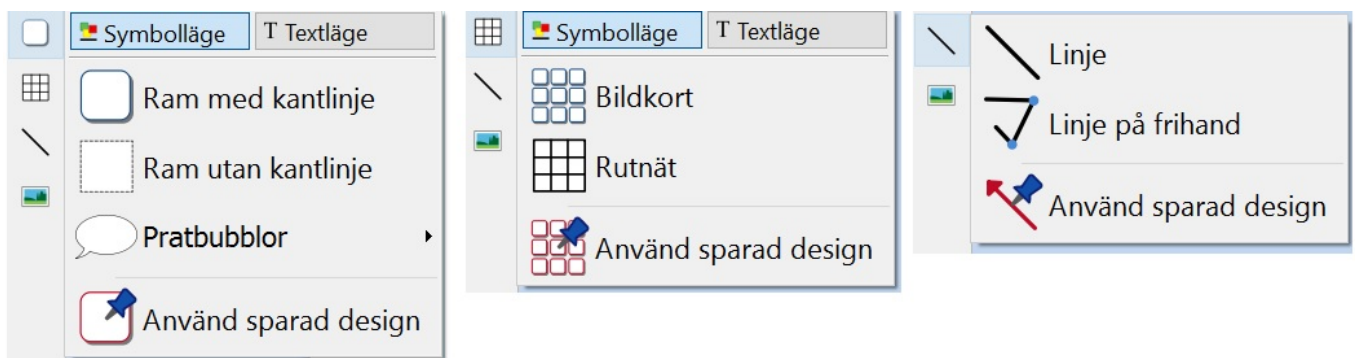 Symbolläge
T Textläge
Ram med kantlinje
Ram utan kantlinje
Pratbubblor
Använd sparad design
Symbolläge
T Textläge
Bildkort
Rutnät
Använd sparad design
Linje
Linje på frihand
Använd sparad design